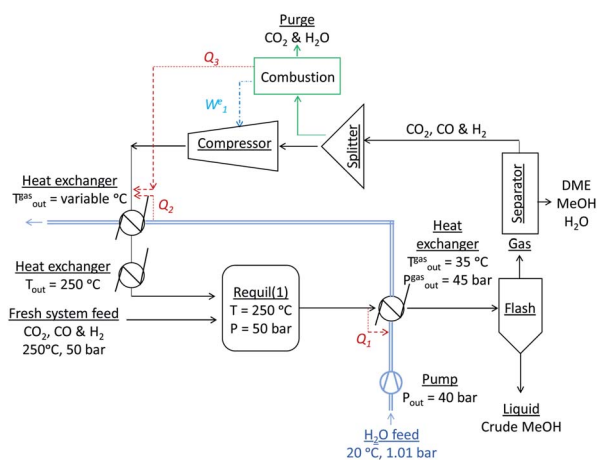 Purge
CO₂ & H₂O
Q₃
Combustion
Wᵉ₁
Compressor
Splitter
CO₂, CO & H₂
Separator
DME
MeOH
H₂O
Heat exchanger
Tᵍᵃˢₒᵤₜ = variable °C
Q₂
Heat exchanger
Tₒᵤₜ = 250 °C
Fresh system feed
CO₂, CO & H₂
250°C, 50 bar
Requil(1)
T = 250 °C
P = 50 bar
Heat
exchanger
Tᵍᵃˢₒᵤₜ = 35 °C
Pᵍᵃˢₒᵤₜ = 45 bar
Q₁
Gas
Flash
Pump
Pₒᵤₜ = 40 bar
Liquid
Crude MeOH
H₂O feed
20 °C, 1.01 bar